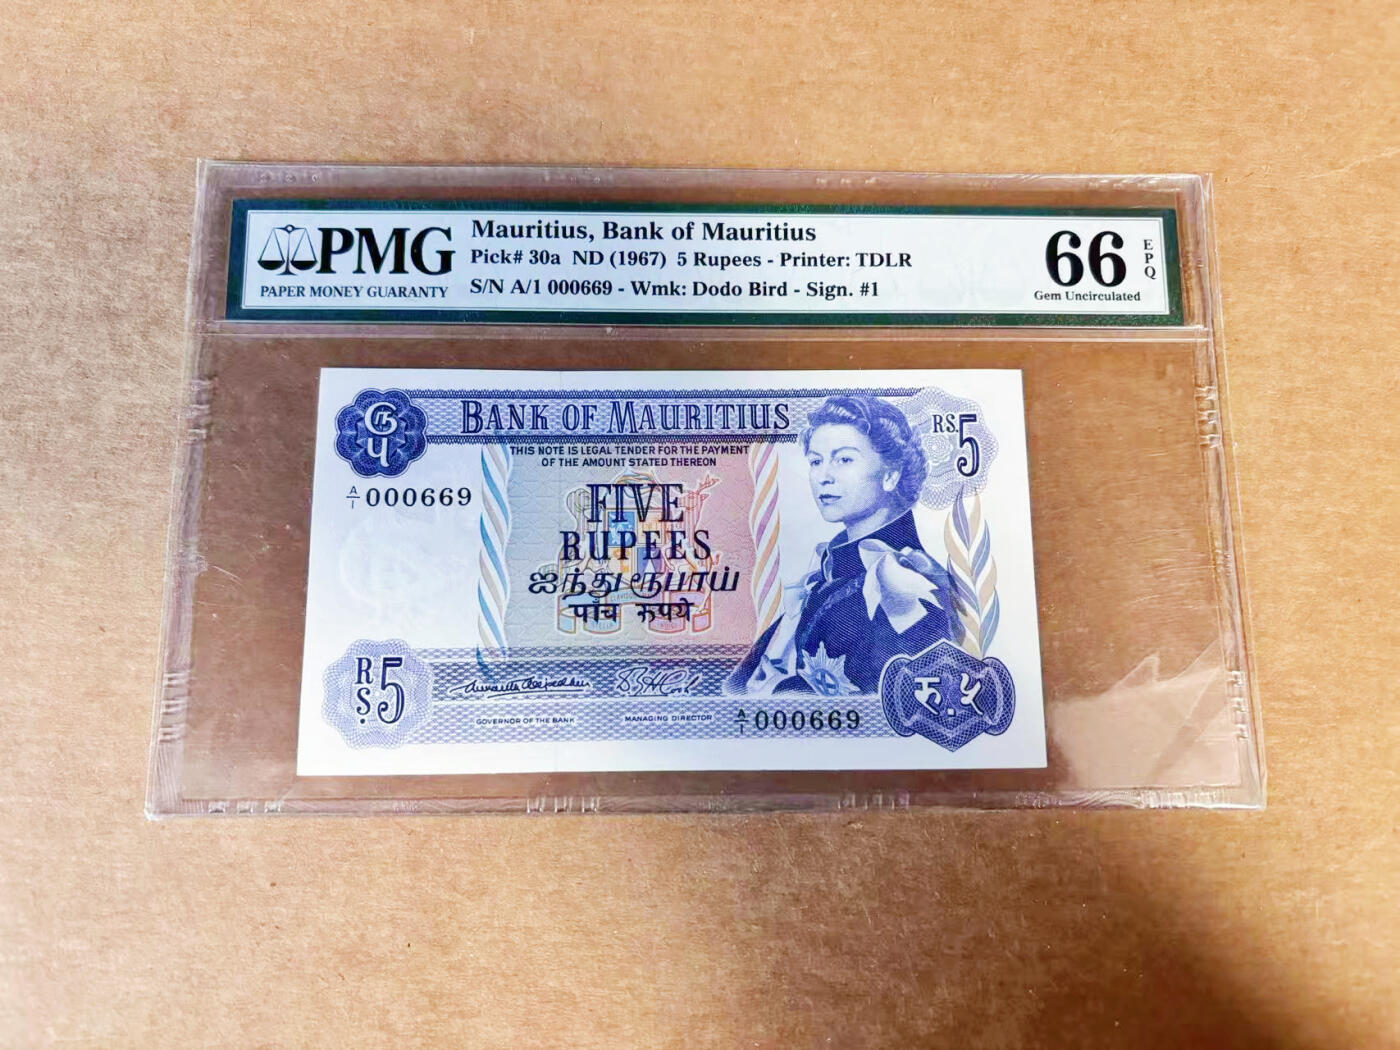 PMG
PAPER MONEY GUARANTY
Mauritius, Bank of Mauritius
Pick# 30a ND (1967) 5 Rupees - Printer: TDLR
S/N A/1 000669 - Wmk: Dodo Bird - Sign. #1
66
EPQ
Gem Uncirculated
BANK OF MAURITIUS
RS.5
THIS NOTE IS LEGAL TENDER FOR THE PAYMENT
OF THE AMOUNT STATED THEREON
A/1 000669
FIVE
RUPEES
ஐந்து ரூபாய்
पाँच रुपये
RS.5
GOVERNOR OF THE BANK
MANAGING DIRECTOR
A/1 000669
रु.५